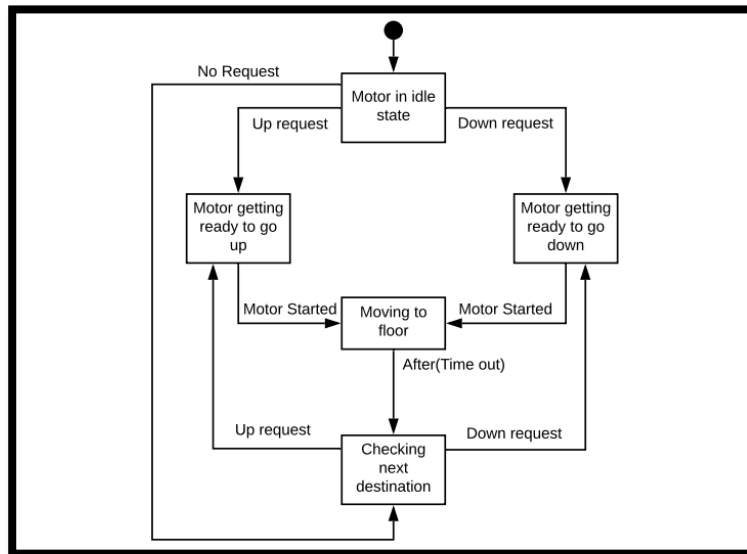 No Request
Motor in idle
state
Up request
Down request
Motor getting
ready to go
up
Motor getting
ready to go
down
Motor Started
Moving to
floor
Motor Started
After(Time out)
Up request
Checking
next
destination
Down request